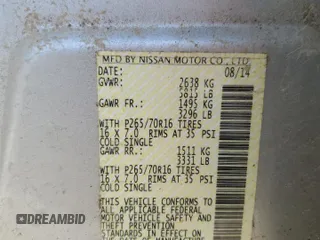 MFD BY NISSAN MOTOR CO., LTD.
DATE: 08/14
GVWR: 2638 KG
5815 LB
GAWR FR.: 1495 KG
3296 LB
WITH P265/70R16 TIRES
16 X 7.0 RIMS AT 35 PSI
COLD SINGLE
GAWR RR.: 1511 KG
3331 LB
WITH P265/70R16 TIRES
16 X 7.0 RIMS AT 35 PSI
COLD SINGLE
THIS VEHICLE CONFORMS TO
ALL APPLICABLE FEDERAL
MOTOR VEHICLE SAFETY AND
STANDARDS IN
DREAMBID